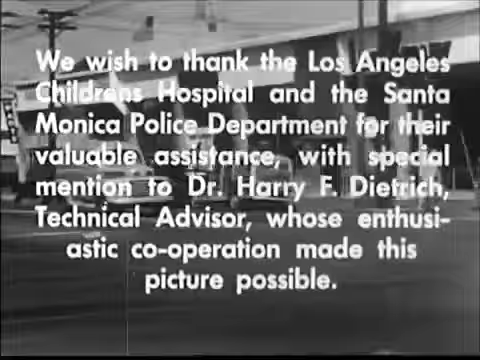 We wish to thank the Los Angeles
Childrens Hospital and the Santa
Monica Police Department for their
valuable assistance, with special
mention to Dr. Harry F. Dietrich,
Technical Advisor, whose enthusi-
astic co-operation made this
picture possible.